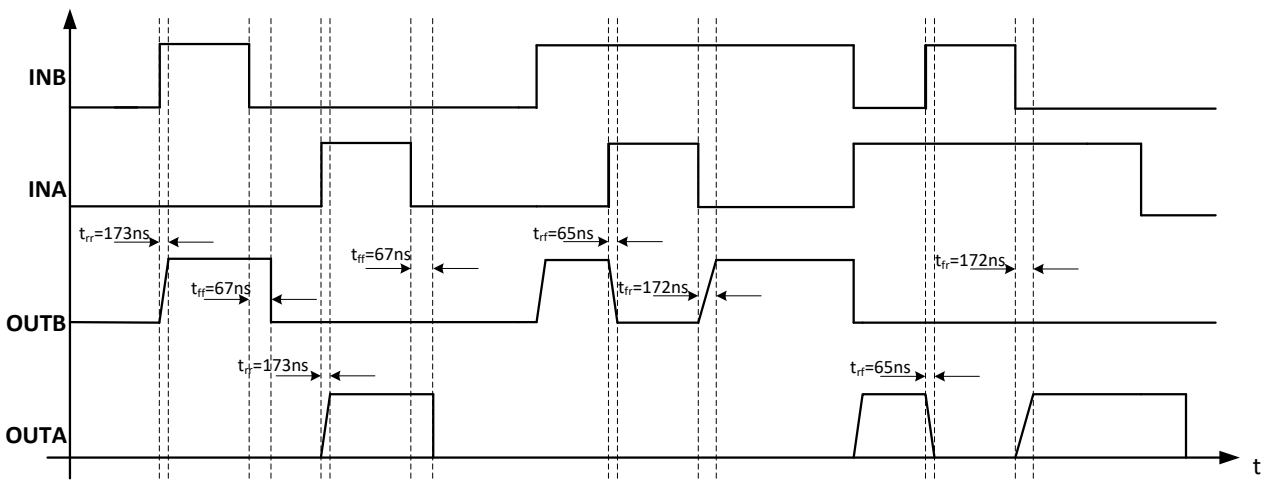 INB
INA
t_rr=173ns
t_ff=67ns
t_rf=65ns
t_fr=172ns
t_ff=67ns
t_fr=172ns
OUTB
t_rr=173ns
t_rf=65ns
OUTA
t